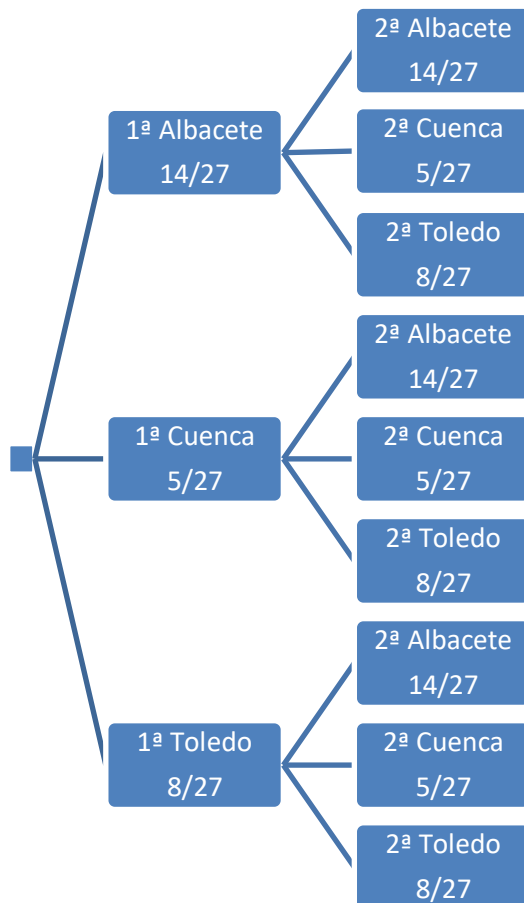 2ª Albacete
14/27
1ª Albacete
14/27
2ª Cuenca
5/27
2ª Toledo
8/27
2ª Albacete
14/27
1ª Cuenca
5/27
2ª Cuenca
5/27
2ª Toledo
8/27
2ª Albacete
14/27
1ª Toledo
8/27
2ª Cuenca
5/27
2ª Toledo
8/27